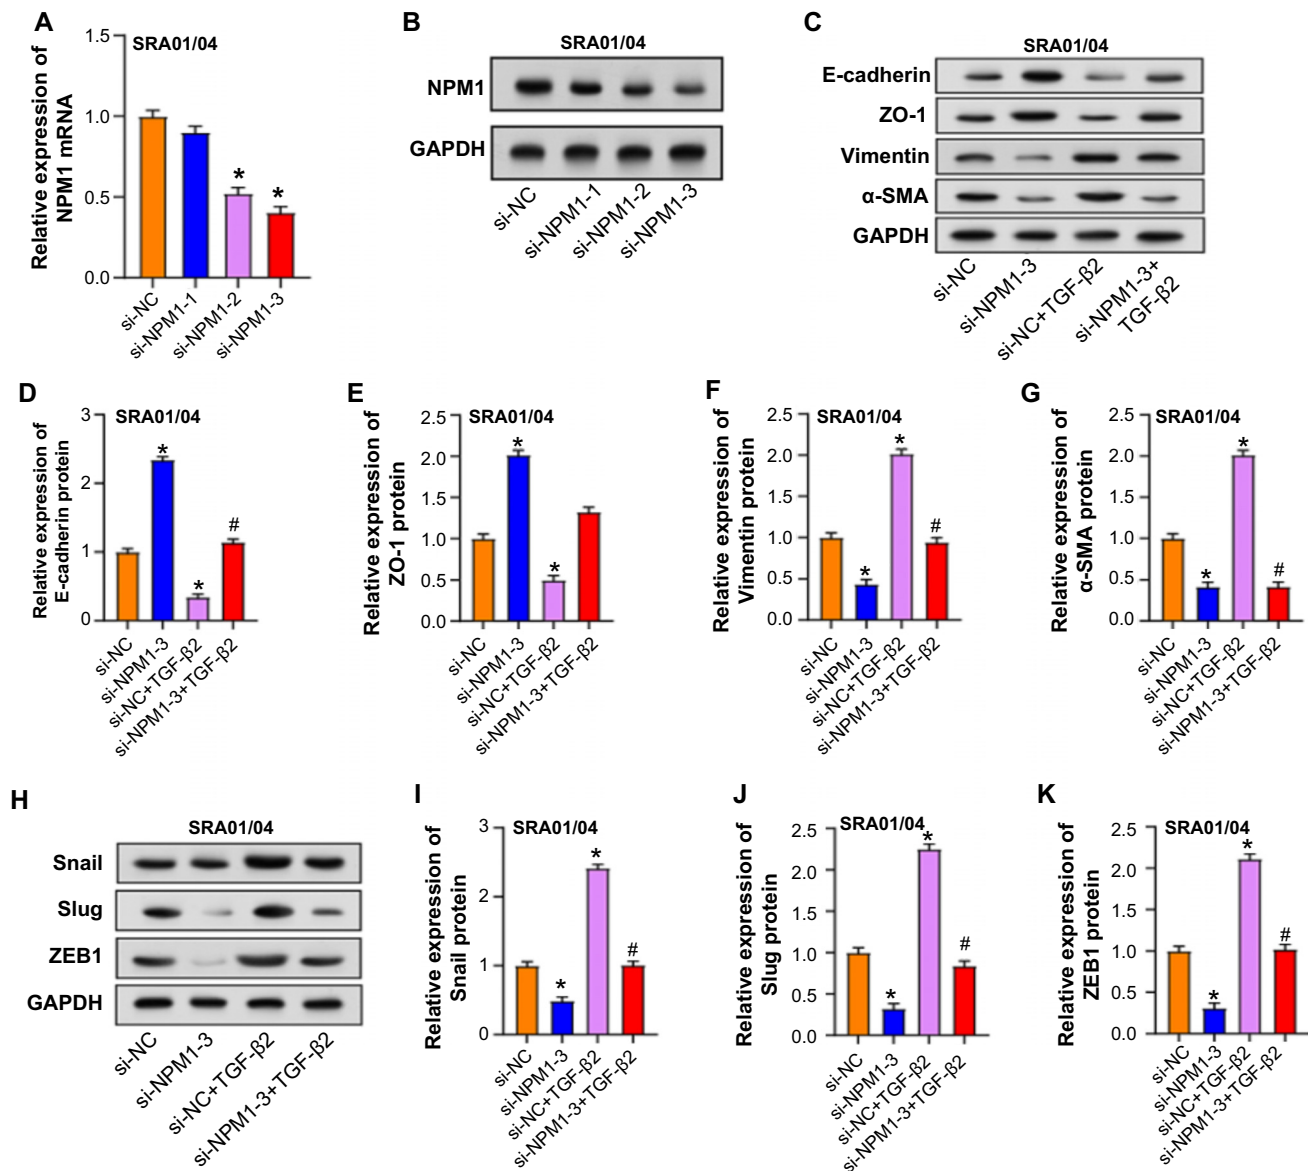 A
SRA01/04
Relative expression of
NPM1 mRNA
1.5
1.0
0.5
0.0
*
*
si-NC
si-NPM1-1
si-NPM1-2
si-NPM1-3
B
SRA01/04
NPM1
GAPDH
si-NC
si-NPM1-1
si-NPM1-2
si-NPM1-3
C
SRA01/04
E-cadherin
ZO-1
Vimentin
α-SMA
GAPDH
si-NC
si-NPM1-3
si-NC+TGF-β2
si-NPM1-3+
TGF-β2
D
SRA01/04
Relative expression of
E-cadherin protein
3
2
1
0
*
*
#
si-NC
si-NPM1-3
si-NC+TGF-β2
si-NPM1-3+TGF-β2
E
SRA01/04
Relative expression of
ZO-1 protein
2.5
2.0
1.5
1.0
0.5
0.0
*
*
si-NC
si-NPM1-3
si-NC+TGF-β2
si-NPM1-3+TGF-β2
F
SRA01/04
Relative expression of
Vimentin protein
2.5
2.0
1.5
1.0
0.5
0.0
*
*
#
si-NC
si-NPM1-3
si-NC+TGF-β2
si-NPM1-3+TGF-β2
G
SRA01/04
Relative expression of
α-SMA protein
2.5
2.0
1.5
1.0
0.5
0.0
*
*
#
si-NC
si-NPM1-3
si-NC+TGF-β2
si-NPM1-3+TGF-β2
H
SRA01/04
Snail
Slug
ZEB1
GAPDH
si-NC
si-NPM1-3
si-NC+TGF-β2
si-NPM1-3+TGF-β2
I
SRA01/04
Relative expression of
Snail protein
3
2
1
0
*
*
#
si-NC
si-NPM1-3
si-NC+TGF-β2
si-NPM1-3+TGF-β2
J
SRA01/04
Relative expression of
Slug protein
2.5
2.0
1.5
1.0
0.5
0.0
*
*
#
si-NC
si-NPM1-3
si-NC+TGF-β2
si-NPM1-3+TGF-β2
K
SRA01/04
Relative expression of
ZEB1 protein
2.5
2.0
1.5
1.0
0.5
0.0
*
*
#
si-NC
si-NPM1-3
si-NC+TGF-β2
si-NPM1-3+TGF-β2